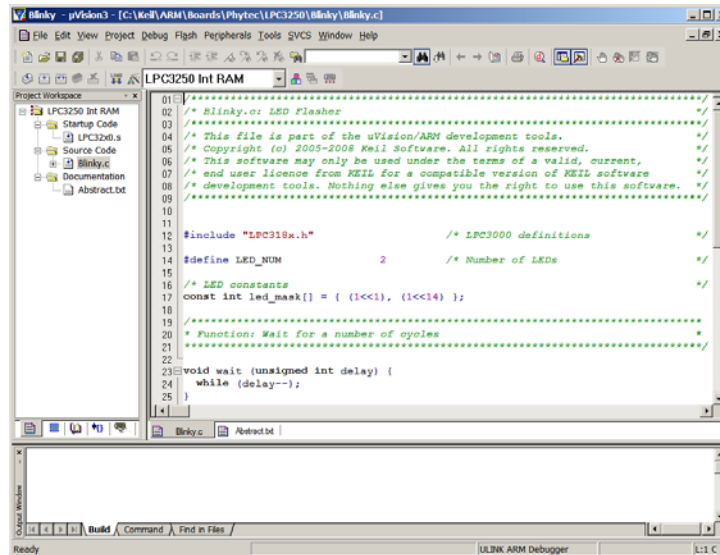 Blinky - µVision3 - [C:\Keil\ARM\Boards\Phytec\LPC3250\Blinky\Blinky.c]
File Edit View Project Debug Flash Peripherals Tools SVCS Window Help
LPC3250 Int RAM
Project Workspace
LPC3250 Int RAM
Startup Code
LPC32x0.s
Source Code
Blinky.c
Documentation
Abstract.txt
01 /****************************************************************************/
02 /* Blinky.c: LED Flasher */
03 /****************************************************************************/
04 /* This file is part of the uVision/ARM development tools. */
05 /* Copyright (c) 2005-2008 Keil Software. All rights reserved. */
06 /* This software may only be used under the terms of a valid, current, */
07 /* end user licence from KEIL for a compatible version of KEIL software */
08 /* development tools. Nothing else gives you the right to use this software. */
09 /****************************************************************************/
10
11
12 #include "LPC318x.h" /* LPC3000 definitions */
13
14 #define LED_NUM 2 /* Number of LEDs */
15
16 /* LED constants */
17 const int led_mask[] = { (1<<1), (1<<14) };
18
19 /****************************************************************************
20 * Function: Wait for a number of cycles *
21 ****************************************************************************/
22
23 void wait (unsigned int delay) {
24 while (delay--);
25 }
Blinky.c Abstract.txt
Output Window
Build Command Find in Files
Ready ULINK ARM Debugger L:1 C